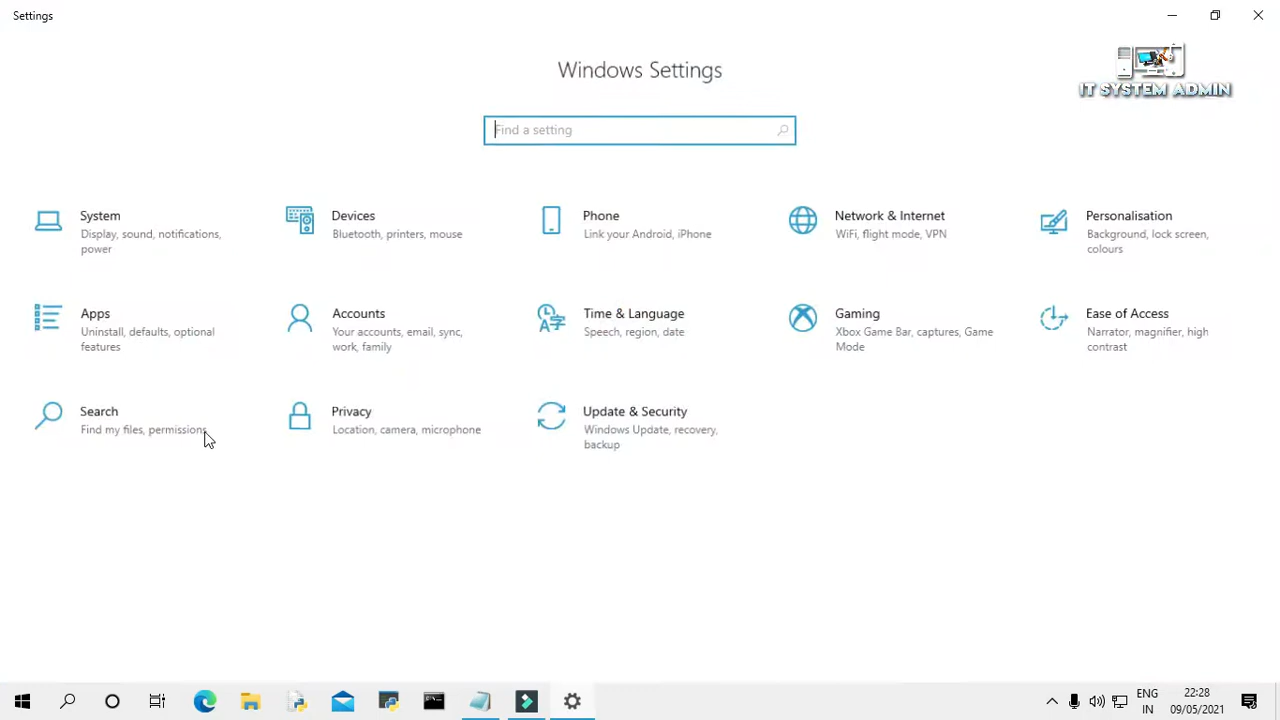 Settings
IT SYSTEM ADMIN
Windows Settings
Find a setting
System
Display, sound, notifications,
power
Devices
Bluetooth, printers, mouse
Phone
Link your Android, iPhone
Network & Internet
WiFi, flight mode, VPN
Personalisation
Background, lock screen,
colours
Apps
Uninstall, defaults, optional
features
Accounts
Your accounts, email, sync,
work, family
Time & Language
Speech, region, date
Gaming
Xbox Game Bar, captures, Game
Mode
Ease of Access
Narrator, magnifier, high
contrast
Search
Find my files, permissions
Privacy
Location, camera, microphone
Update & Security
Windows Update, recovery,
backup
ENG
IN
22:28
09/05/2021